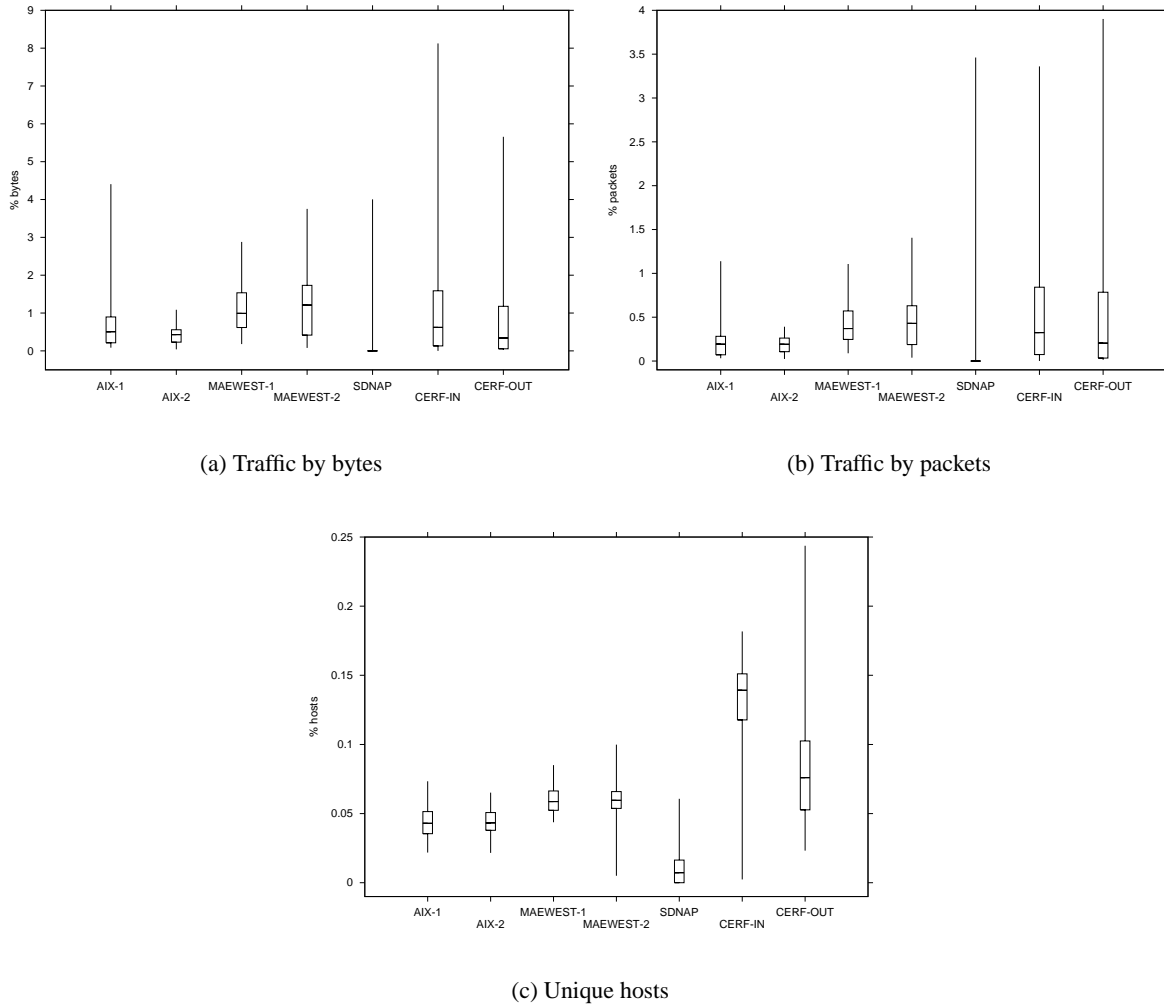 9
8
7
6
5
4
3
2
1
0
% bytes
AIX-1
AIX-2
MAEWEST-1
MAEWEST-2
SDNAP
CERF-IN
CERF-OUT
(a) Traffic by bytes
4
3.5
3
2.5
2
1.5
1
0.5
0
% packets
AIX-1
AIX-2
MAEWEST-1
MAEWEST-2
SDNAP
CERF-IN
CERF-OUT
(b) Traffic by packets
0.25
0.2
0.15
0.1
0.05
0
% hosts
AIX-1
AIX-2
MAEWEST-1
MAEWEST-2
SDNAP
CERF-IN
CERF-OUT
(c) Unique hosts